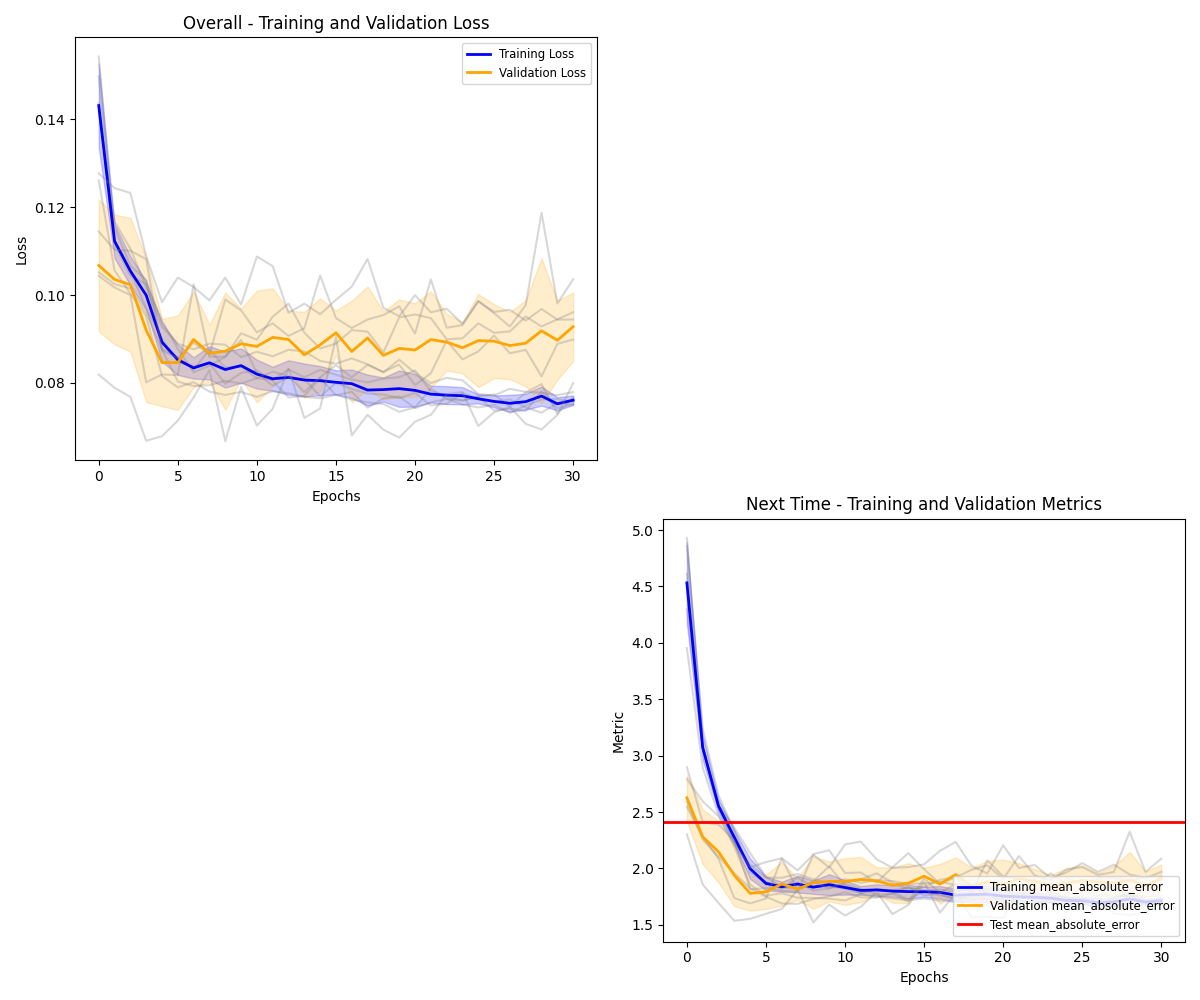 Overall - Training and Validation Loss
Training Loss
Validation Loss
0.14
0.12
0.10
0.08
Loss
0 5 10 15 20 25 30
Epochs
Next Time - Training and Validation Metrics
5.0
4.5
4.0
3.5
3.0
2.5
2.0
1.5
Metric
Training mean_absolute_error
Validation mean_absolute_error
Test mean_absolute_error
0 5 10 15 20 25 30
Epochs